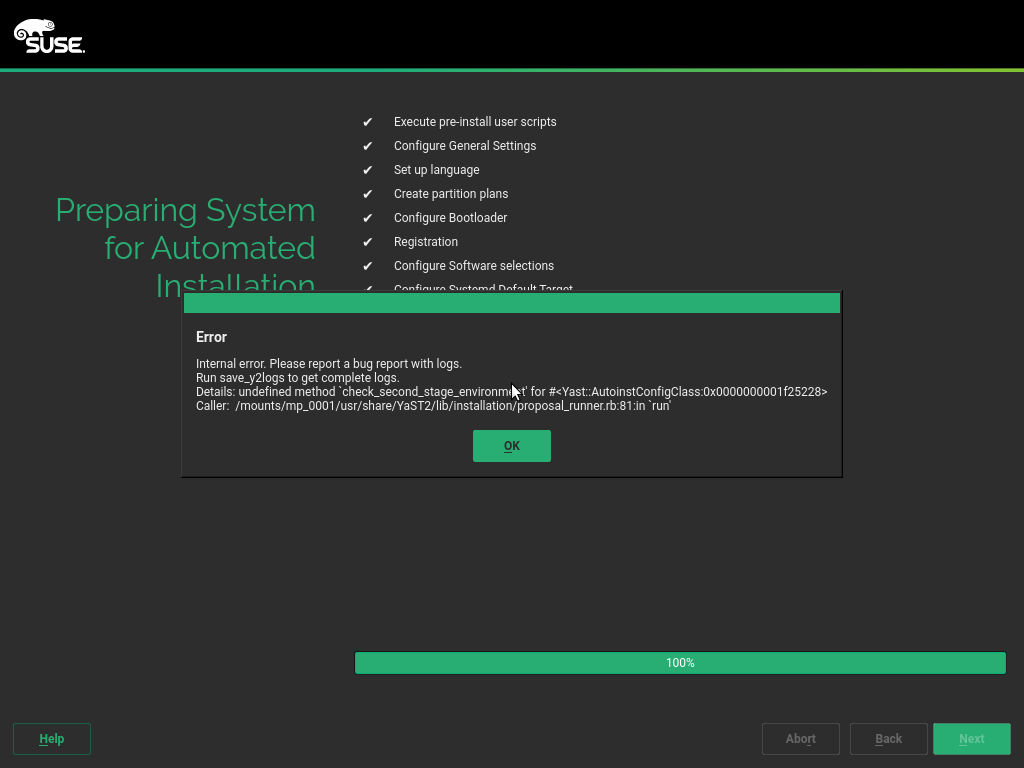 SUSE.
Execute pre-install user scripts
Configure General Settings
Set up language
Create partition plans
Configure Bootloader
Registration
Configure Software selections
Configure Systemd Default Target
Preparing System
for Automated
Installation
Error
Internal error. Please report a bug report with logs.
Run save_y2logs to get complete logs.
Details: undefined method `check_second_stage_environment' for #<Yast::AutoinstConfigClass:0x0000000001f25228>
Caller:  /mounts/mp_0001/usr/share/YaST2/lib/installation/proposal_runner.rb:81:in `run'
OK
100%
Help
Abort
Back
Next